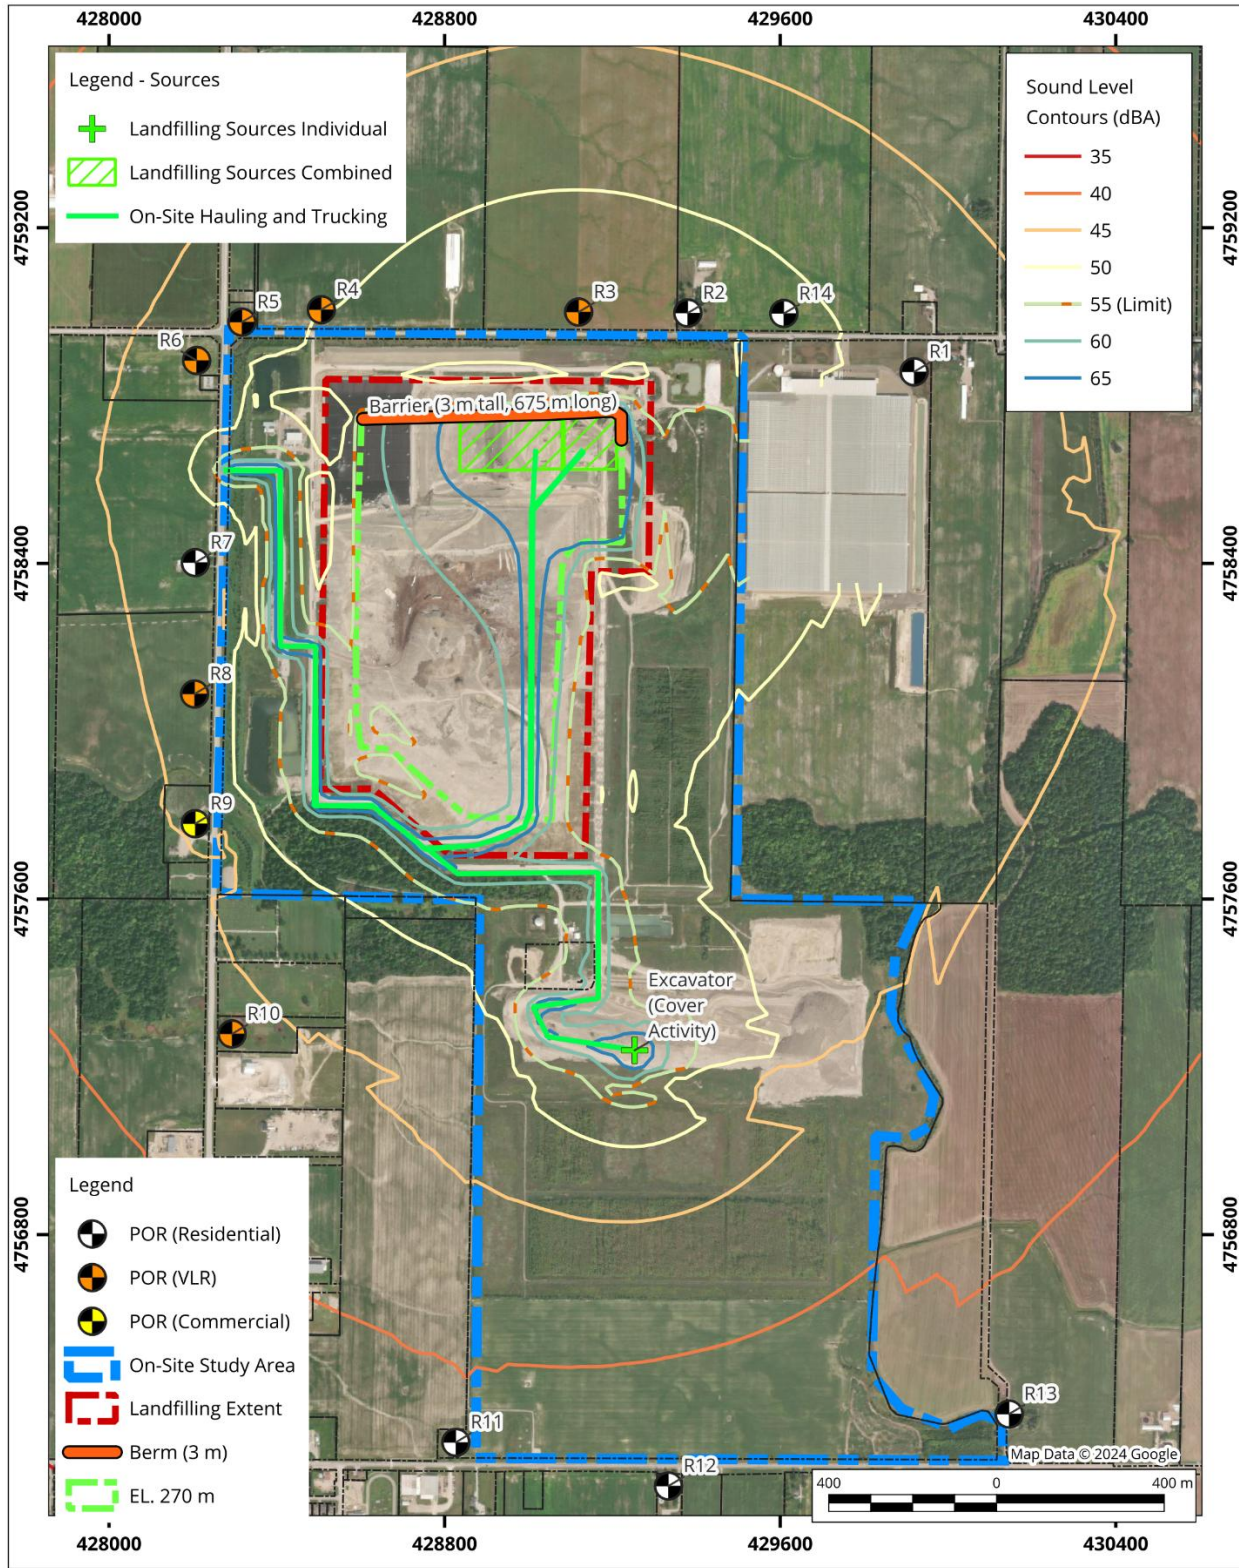 428000
428800
429600
430400
Legend - Sources
Landfilling Sources Individual
Landfilling Sources Combined
On-Site Hauling and Trucking
Sound Level
Contours (dBA)
35
40
45
50
55 (Limit)
60
65
4759200
4759200
R5
R4
R3
R2
R14
R6
R1
Barrier (3 m tall, 675 m long)
4758400
4758400
R7
R8
R9
4757600
4757600
Excavator
(Cover
Activity)
R10
4756800
4756800
Legend
POR (Residential)
POR (VLR)
POR (Commercial)
On-Site Study Area
Landfilling Extent
Berm (3 m)
EL. 270 m
R11
R12
R13
Map Data © 2024 Google
400
0
400 m
428000
428800
429600
430400